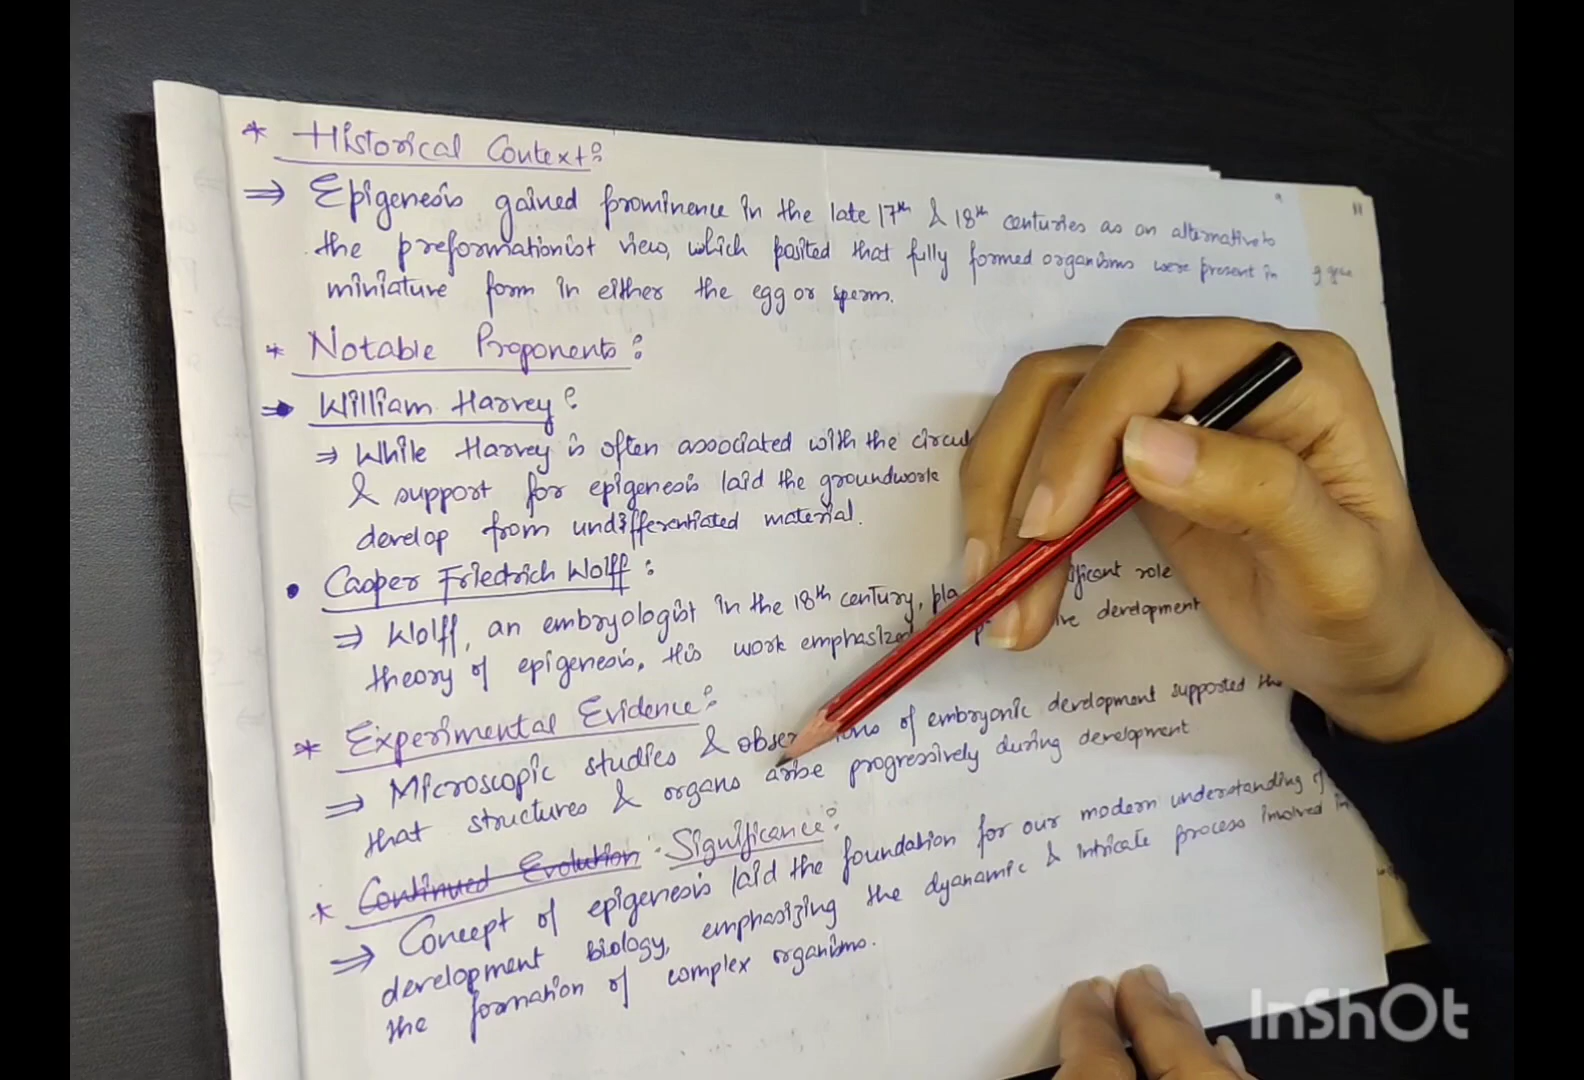 * Historical Context:
⇒ Epigenesis gained prominence in the late 17th & 18th centuries as an alternative to
the preformationist view, which posited that fully formed organisms were present in
miniature form in either the egg or sperm.
* Notable Proponents:
→ William Harvey:
⇒ While Harvey is often associated with the
& support for epigenesis laid the groundwork
develop from undifferentiated material.
• Casper Friedrich Wolff:
⇒ Wolff, an embryologist in the 18th century, role
theory of epigenesis. His work emphasized development
* Experimental Evidence:
⇒ Microscopic studies & of embryonic development supported the
that structures & organs arise progressively during development
* Continued Evolution: Significance:
⇒ Concept of epigenesis laid the foundation for our modern understanding of
development biology, emphasizing the dyanamic & intricate process involved in
the formation of complex organisms.
InShOt